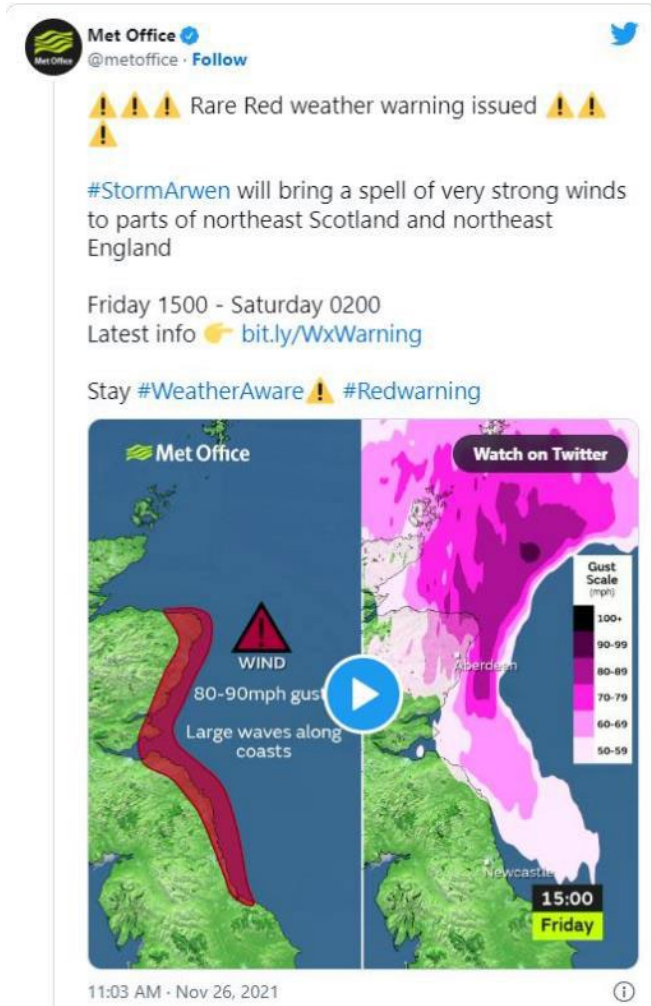 Met Office
@metoffice · Follow
⚠️⚠️⚠️ Rare Red weather warning issued ⚠️⚠️
⚠️
#StormArwen will bring a spell of very strong winds
to parts of northeast Scotland and northeast
England
Friday 1500 - Saturday 0200
Latest info 👉 bit.ly/WxWarning
Stay #WeatherAware⚠️ #Redwarning
Met Office
Met Office
Watch on Twitter
WIND
80-90mph gust
Large waves along
coasts
Gust
Scale
(mph)
100+
90-99
80-89
70-79
60-69
50-59
Aberdeen
Newcastle
15:00
Friday
11:03 AM · Nov 26, 2021